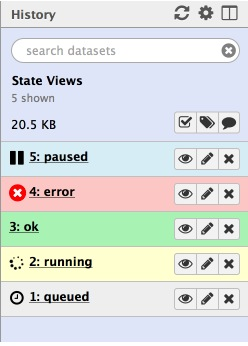 History
search datasets
State Views
5 shown
20.5 KB
5: paused
4: error
3: ok
2: running
1: queued